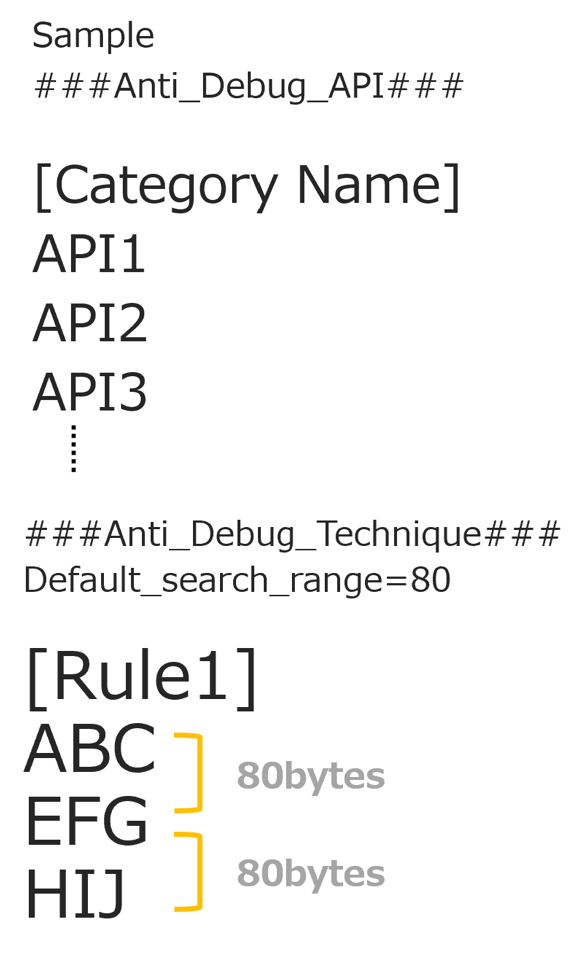 Sample
###Anti_Debug_API###
[Category Name]
API1
API2
API3
###Anti_Debug_Technique###
Default_search_range=80
[Rule1]
ABC
80bytes
EFG
80bytes
HIJ